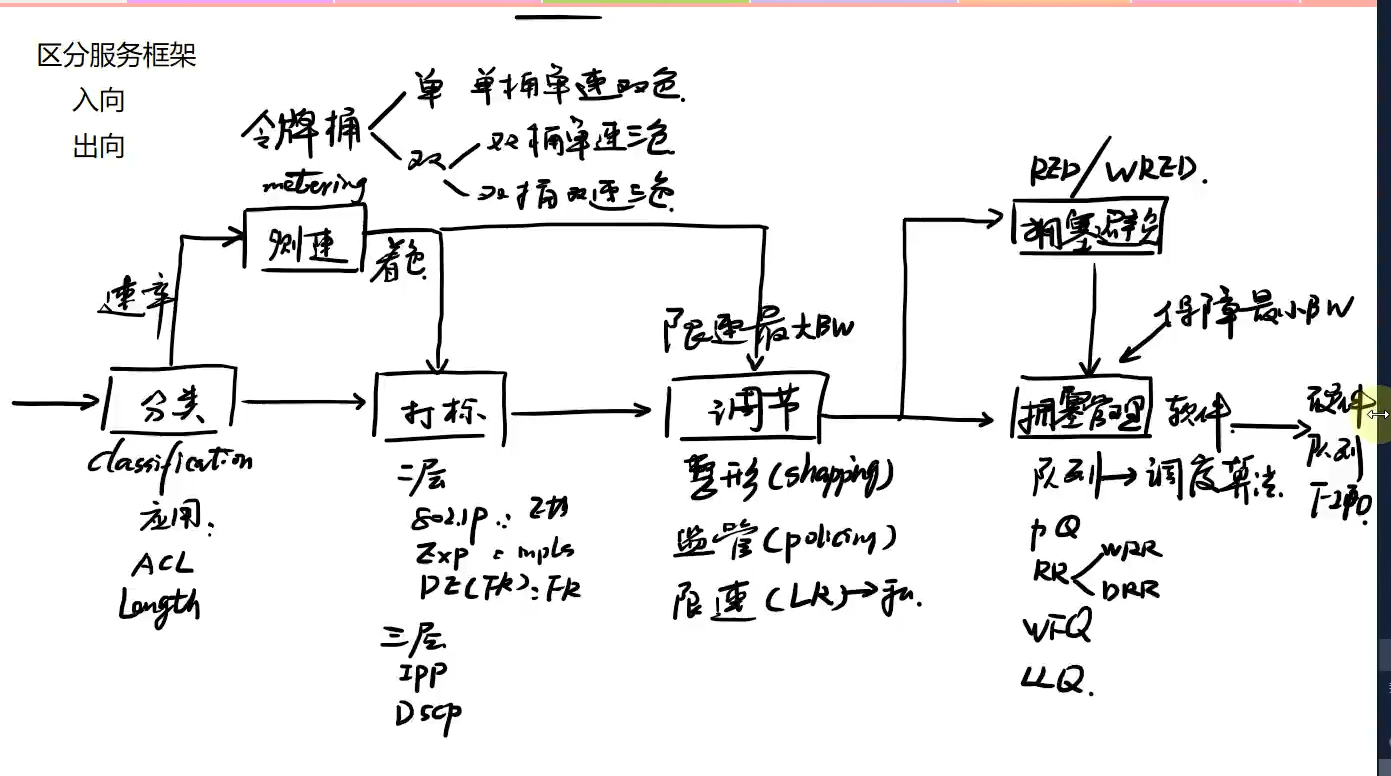 区分服务框架
入向
出向
令牌桶
单 单桶单速双色.
双 双桶单速三色
双桶双速三色
metering
测速
着色
速率
分类
classification
应用:
ACL
Length
打标
二层
802.1p:
Exp : mpls
DE(FR): FR
三层
IPP
DSCP
限速最大BW
调节
整形(shapping)
监管(policing)
限速(LR)
RED/WRED.
拥塞避免
保障最小BW
拥塞管理 软件
队列→调度算法.
PQ
RR WRR
DRR
WFQ
LLQ.
硬件
队列
FIFO.